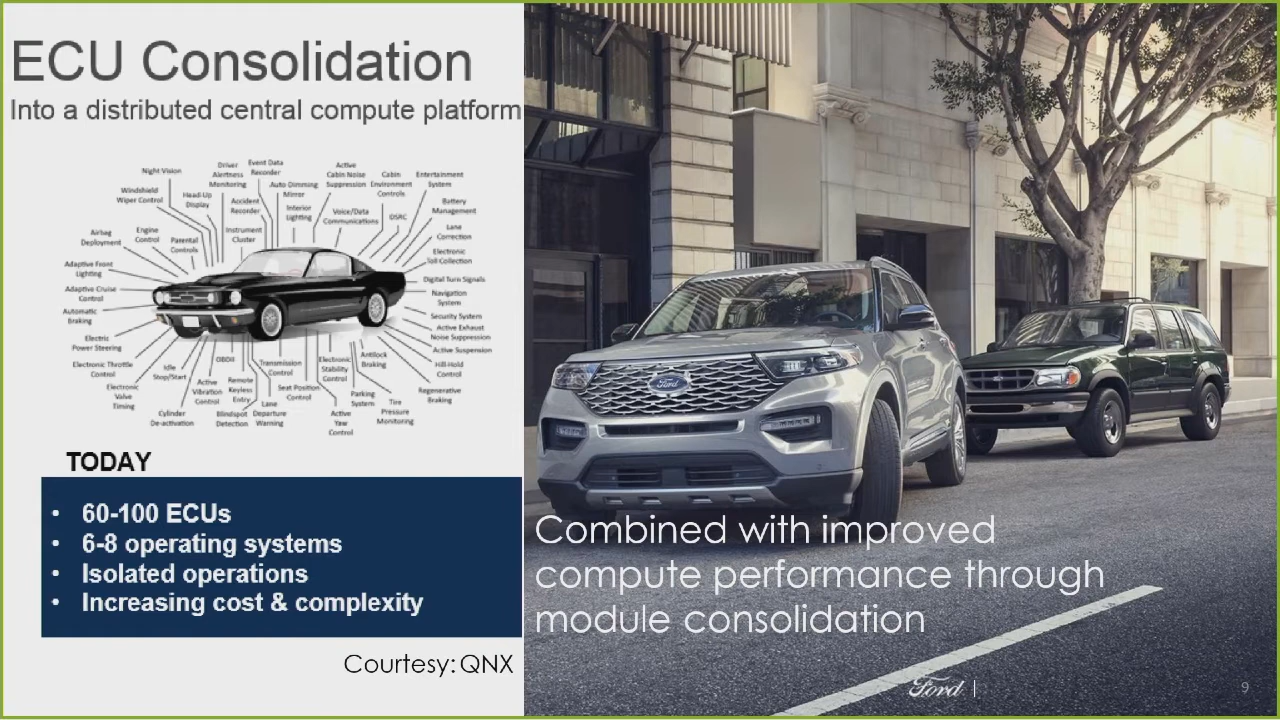 ECU Consolidation
Into a distributed central compute platform
Night Vision
Driver
Alertness
Monitoring
Event Data
Recorder
Active
Cabin Noise
Suppression
Cabin
Environment
Controls
Entertainment
System
Windshield
Wiper Control
Head-Up
Display
Accident
Recorder
Auto Dimming
Mirror
Interior
Lighting
Voice/Data
Communications
DSRC
Battery
Management
Airbag
Deployment
Engine
Control
Parental
Controls
Instrument
Cluster
Lane
Correction
Electronic
Toll Collection
Adaptive Front
Lighting
Digital Turn Signals
Adaptive Cruise
Control
Navigation
System
Automatic
Braking
Security System
Electric
Power Steering
Active Exhaust
Noise Suppression
Active Suspension
Electronic Throttle
Control
Idle
Stop/Start
OBDII
Transmission
Control
Electronic
Stability
Control
Antilock
Braking
Hill-Hold
Control
Electronic
Valve
Timing
Active
Vibration
Control
Remote
Keyless
Entry
Seat Position
Control
Parking
System
Regenerative
Braking
Cylinder
De-activation
Blindspot
Detection
Lane
Departure
Warning
Active
Yaw
Control
Tire
Pressure
Monitoring
TODAY
• 60-100 ECUs
• 6-8 operating systems
• Isolated operations
• Increasing cost & complexity
Courtesy: QNX
Ford
Combined with improved
compute performance through
module consolidation
Ford |
9